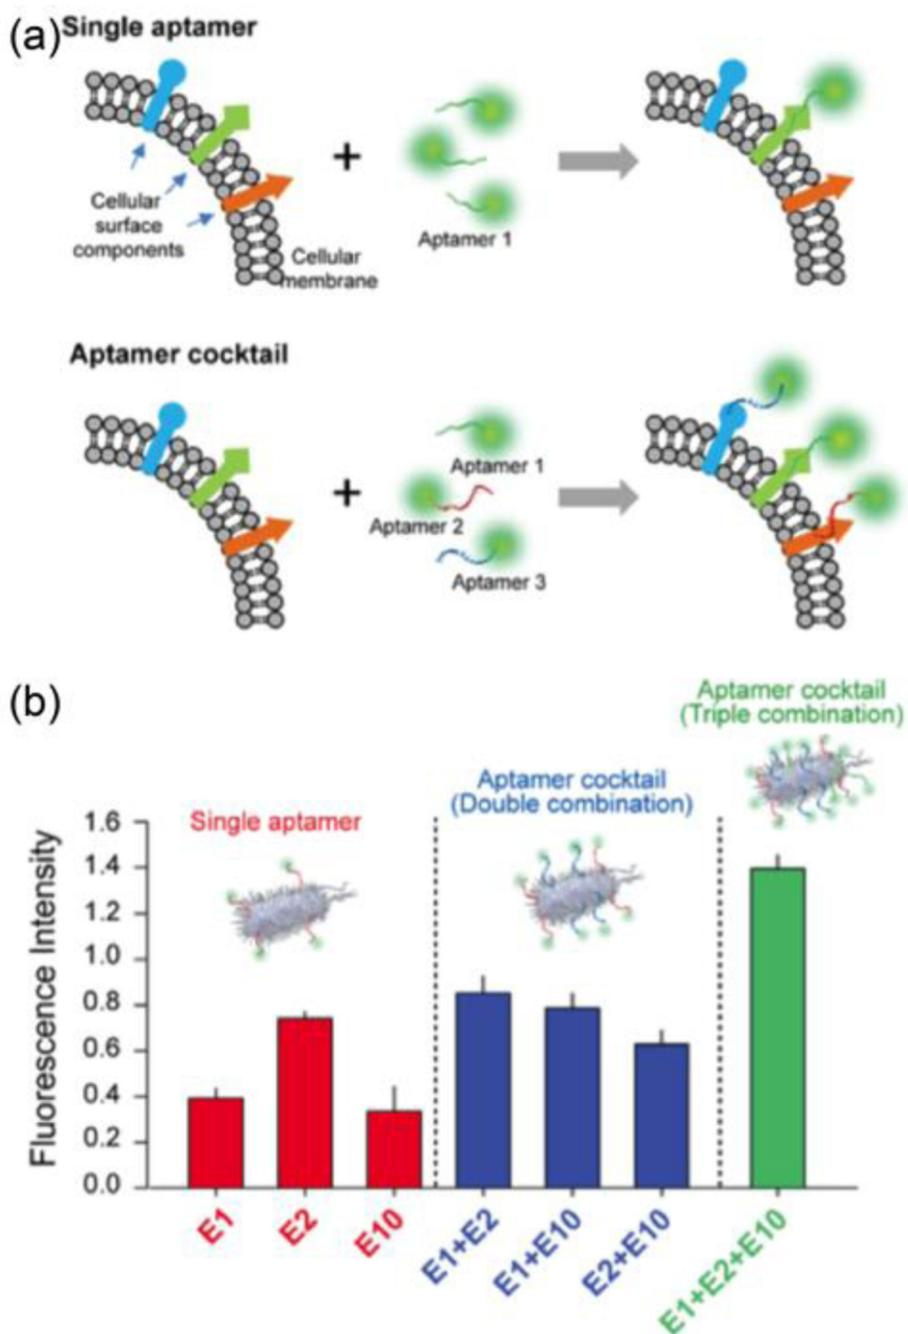 (a) Single aptamer
Cellular
surface
components
+
Aptamer 1
Cellular
membrane
Aptamer cocktail
+
Aptamer 1
Aptamer 2
Aptamer 3
(b)
Aptamer cocktail
(Triple combination)
Aptamer cocktail
(Double combination)
Single aptamer
Fluorescence Intensity
1.6
1.4
1.2
1.0
0.8
0.6
0.4
0.2
0.0
E1
E2
E10
E1+E2
E1+E10
E2+E10
E1+E2+E10